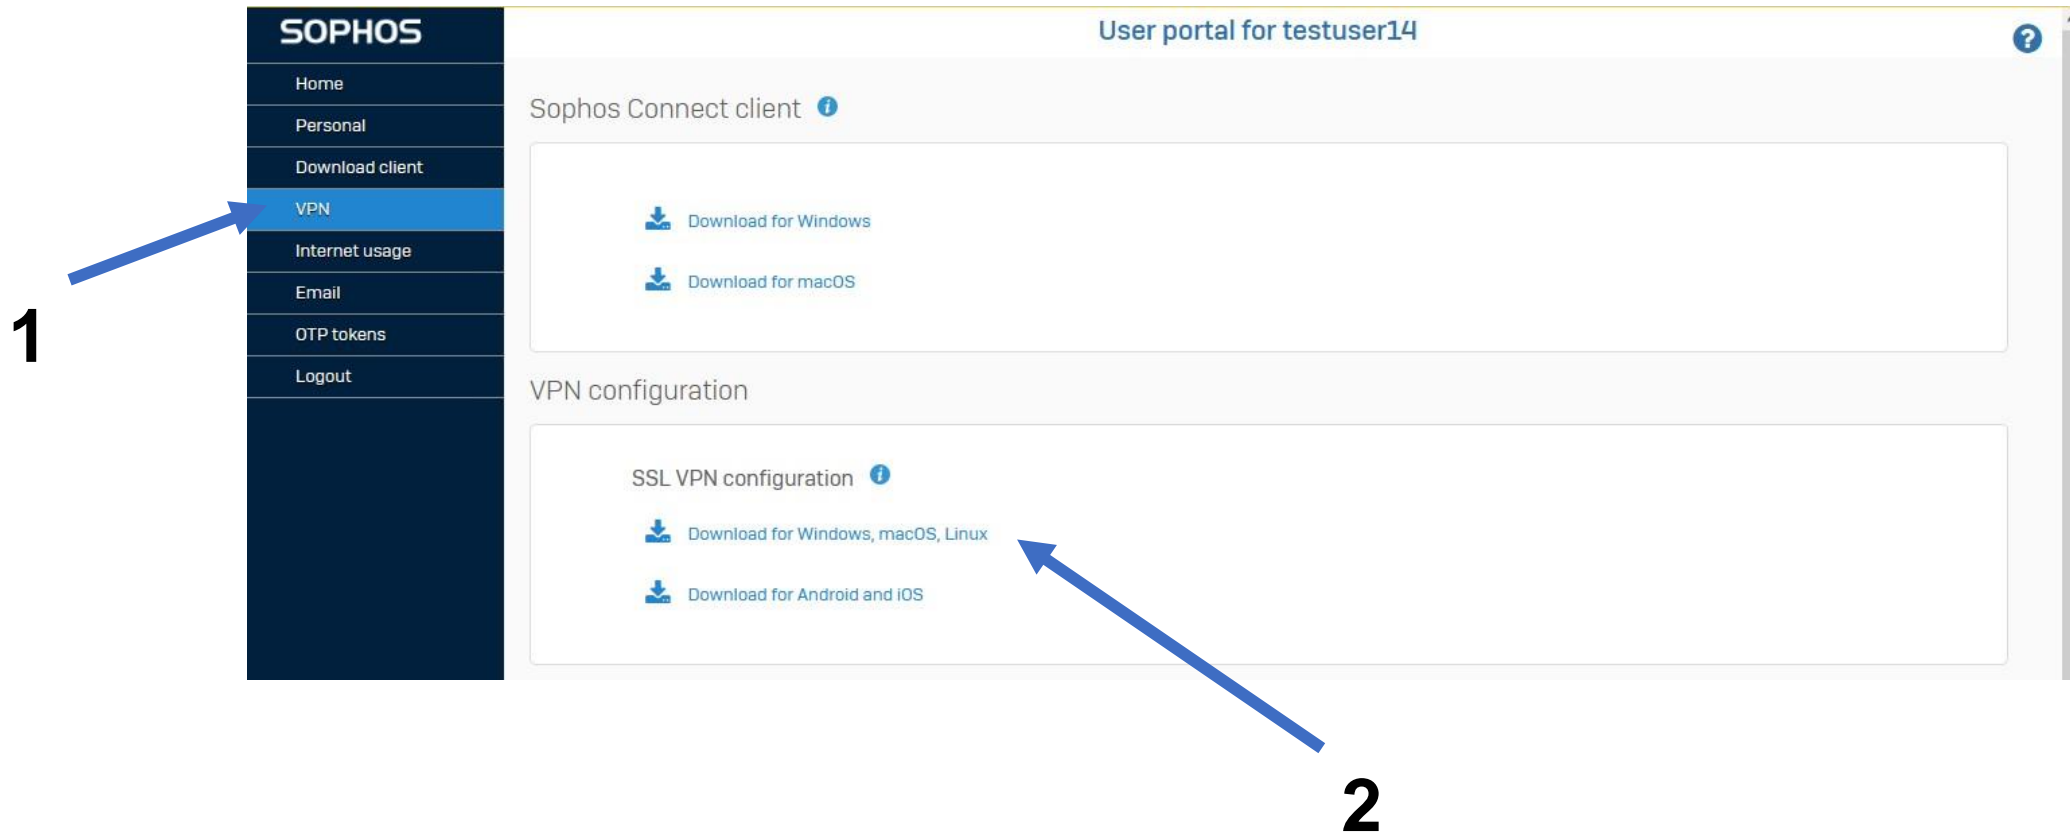 SOPHOS
User portal for testuser14
?
Home
Personal
Download client
VPN
Internet usage
Email
OTP tokens
Logout
Sophos Connect client i
Download for Windows
Download for macOS
VPN configuration
SSL VPN configuration i
Download for Windows, macOS, Linux
Download for Android and iOS
1
2